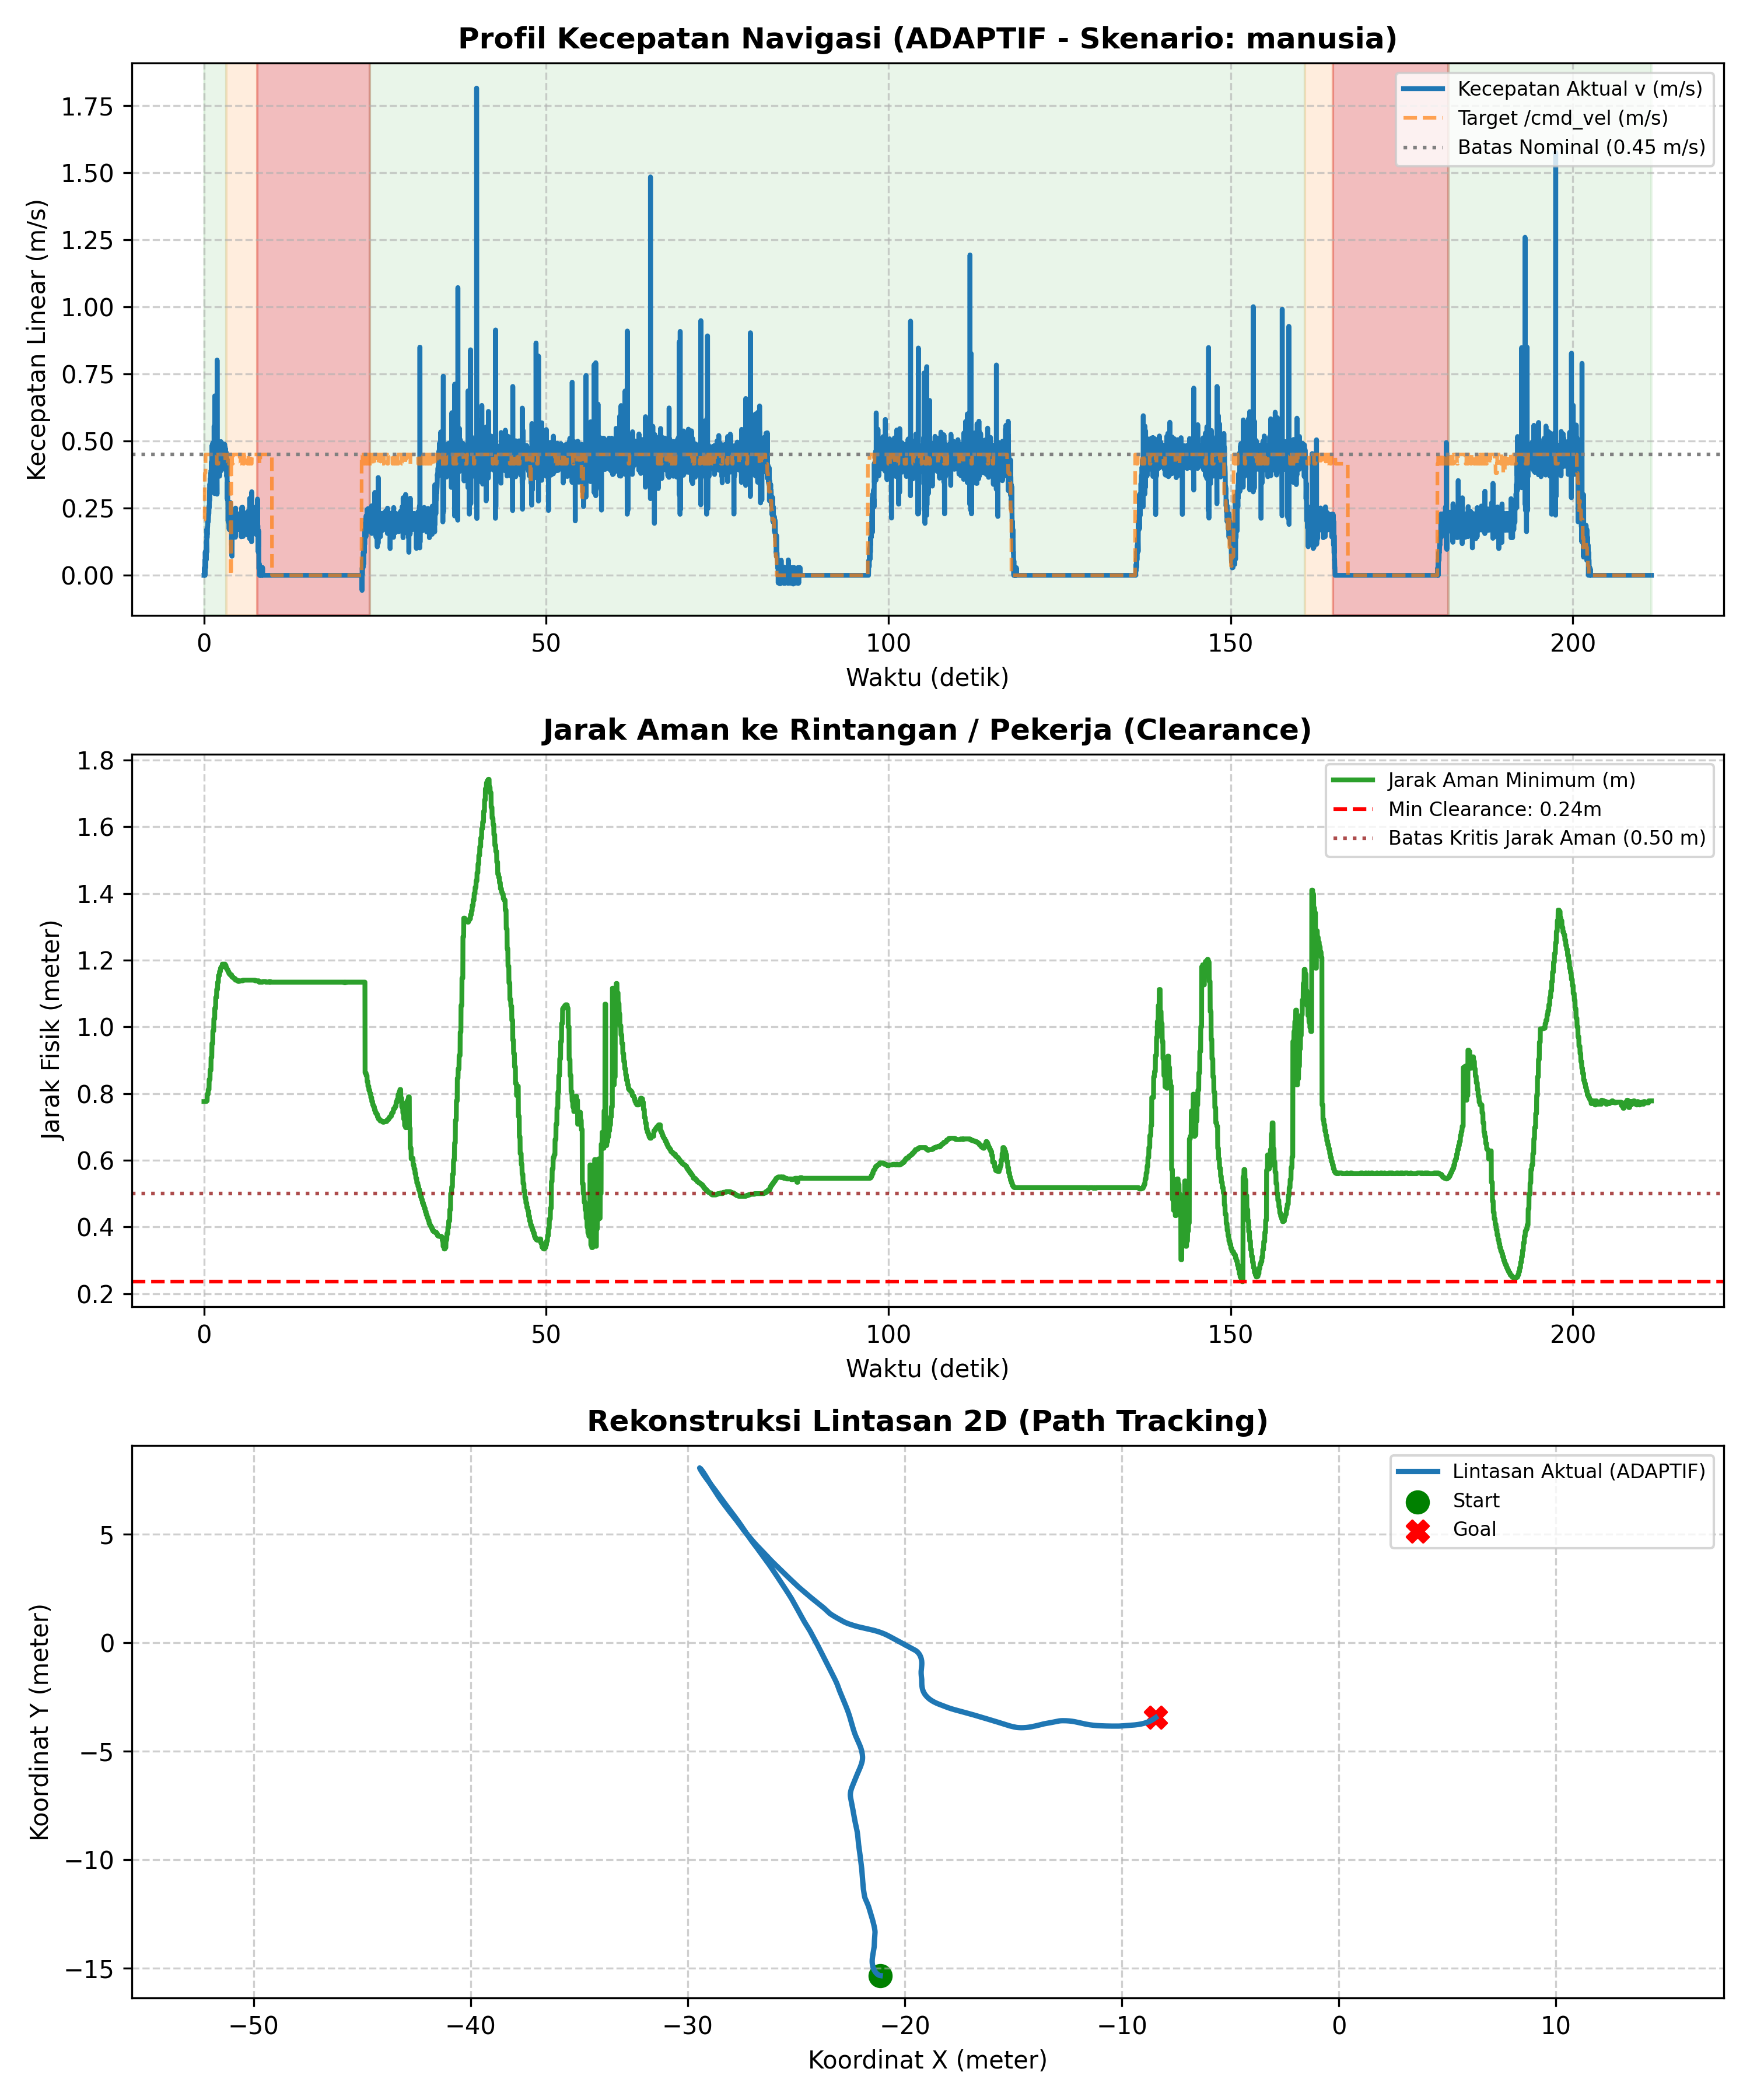 Profil Kecepatan Navigasi (ADAPTIF - Skenario: manusia)
Kecepatan Linear (m/s)
1.75
1.50
1.25
1.00
0.75
0.50
0.25
0.00
Kecepatan Aktual v (m/s)
Target /cmd_vel (m/s)
Batas Nominal (0.45 m/s)
0 50 100 150 200
Waktu (detik)
Jarak Aman ke Rintangan / Pekerja (Clearance)
Jarak Fisik (meter)
1.8
1.6
1.4
1.2
1.0
0.8
0.6
0.4
0.2
Jarak Aman Minimum (m)
Min Clearance: 0.24m
Batas Kritis Jarak Aman (0.50 m)
0 50 100 150 200
Waktu (detik)
Rekonstruksi Lintasan 2D (Path Tracking)
Koordinat Y (meter)
5
0
−5
−10
−15
Lintasan Aktual (ADAPTIF)
Start
Goal
−50 −40 −30 −20 −10 0 10
Koordinat X (meter)